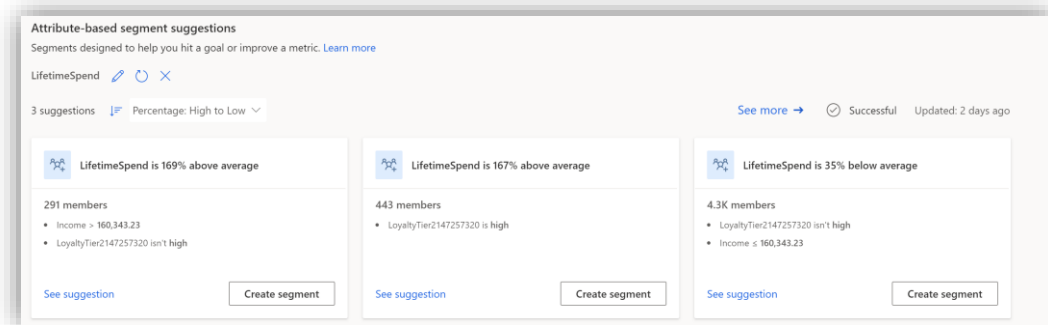 Attribute-based segment suggestions
Segments designed to help you hit a goal or improve a metric. Learn more
LifetimeSpend
3 suggestions Percentage: High to Low See more → Successful Updated: 2 days ago
LifetimeSpend is 169% above average
291 members
• Income > 160,343.23
• LoyaltyTier2147257320 isn't high
See suggestion Create segment
LifetimeSpend is 167% above average
443 members
• LoyaltyTier2147257320 is high
See suggestion Create segment
LifetimeSpend is 35% below average
4.3K members
• LoyaltyTier2147257320 isn't high
• Income ≤ 160,343.23
See suggestion Create segment